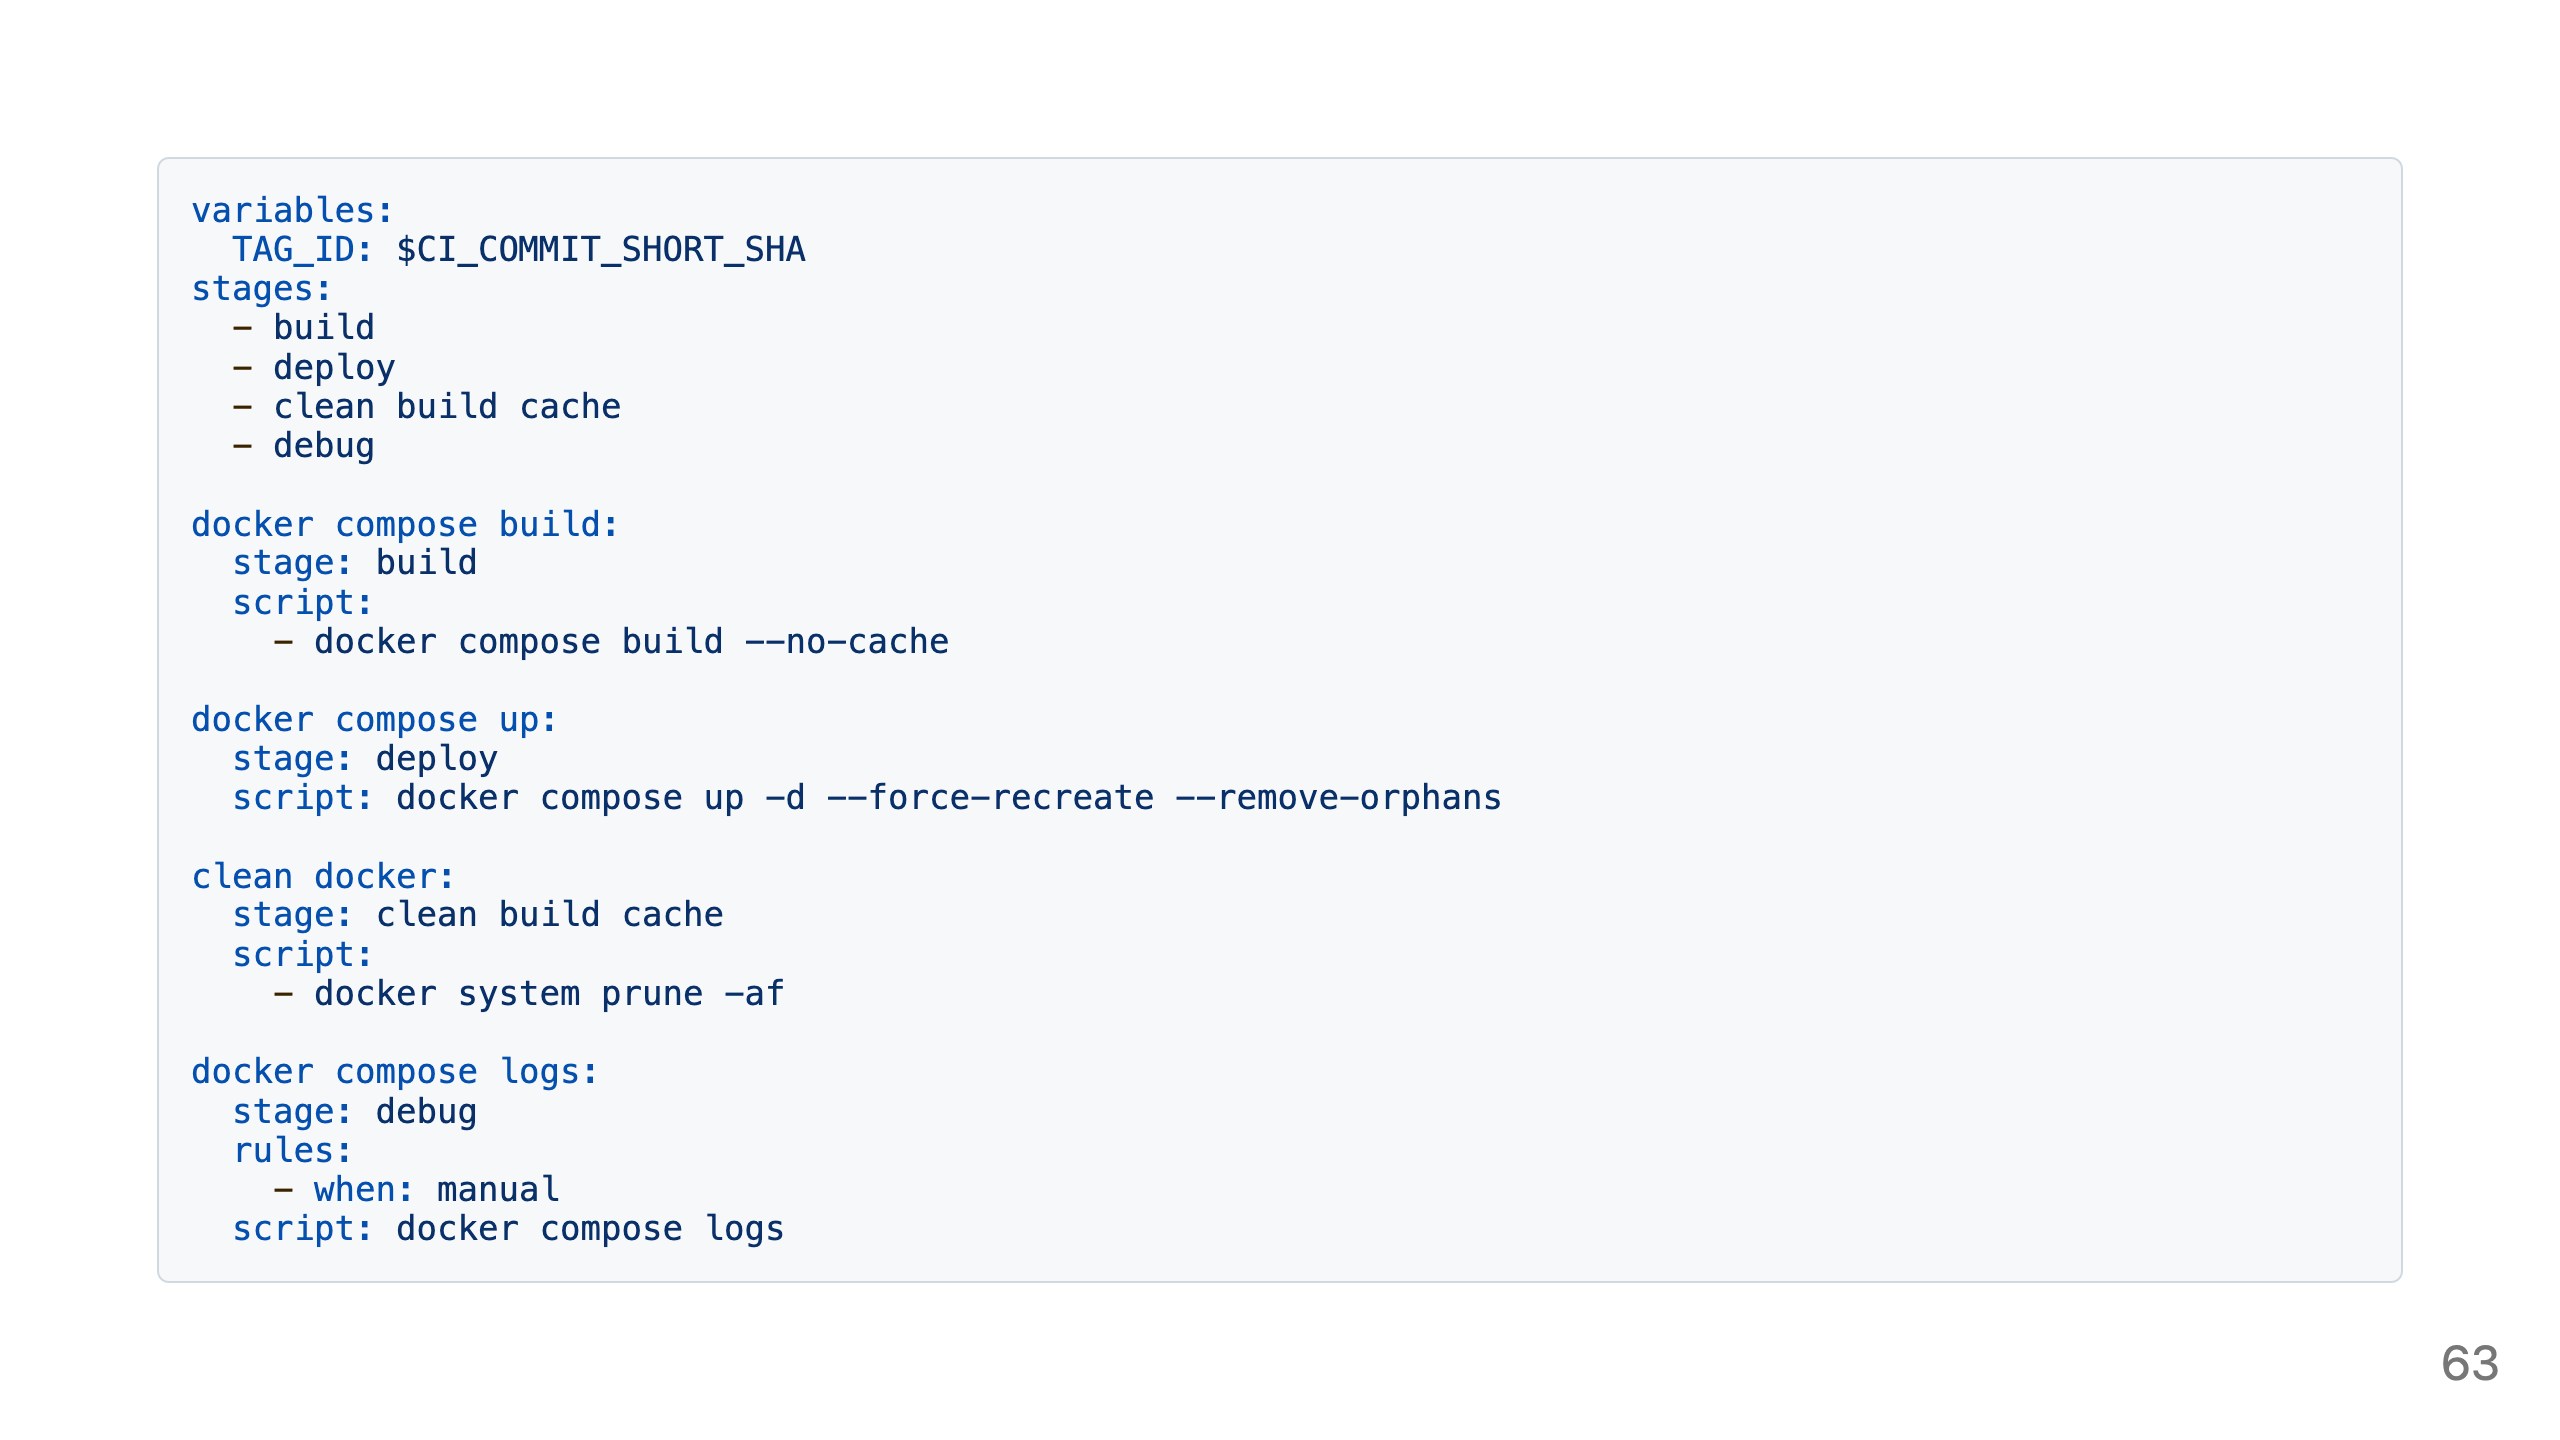 variables:
  TAG_ID: $CI_COMMIT_SHORT_SHA
stages:
  - build
  - deploy
  - clean build cache
  - debug

docker compose build:
  stage: build
  script:
    - docker compose build --no-cache

docker compose up:
  stage: deploy
  script: docker compose up -d --force-recreate --remove-orphans

clean docker:
  stage: clean build cache
  script:
    - docker system prune -af

docker compose logs:
  stage: debug
  rules:
    - when: manual
  script: docker compose logs
63